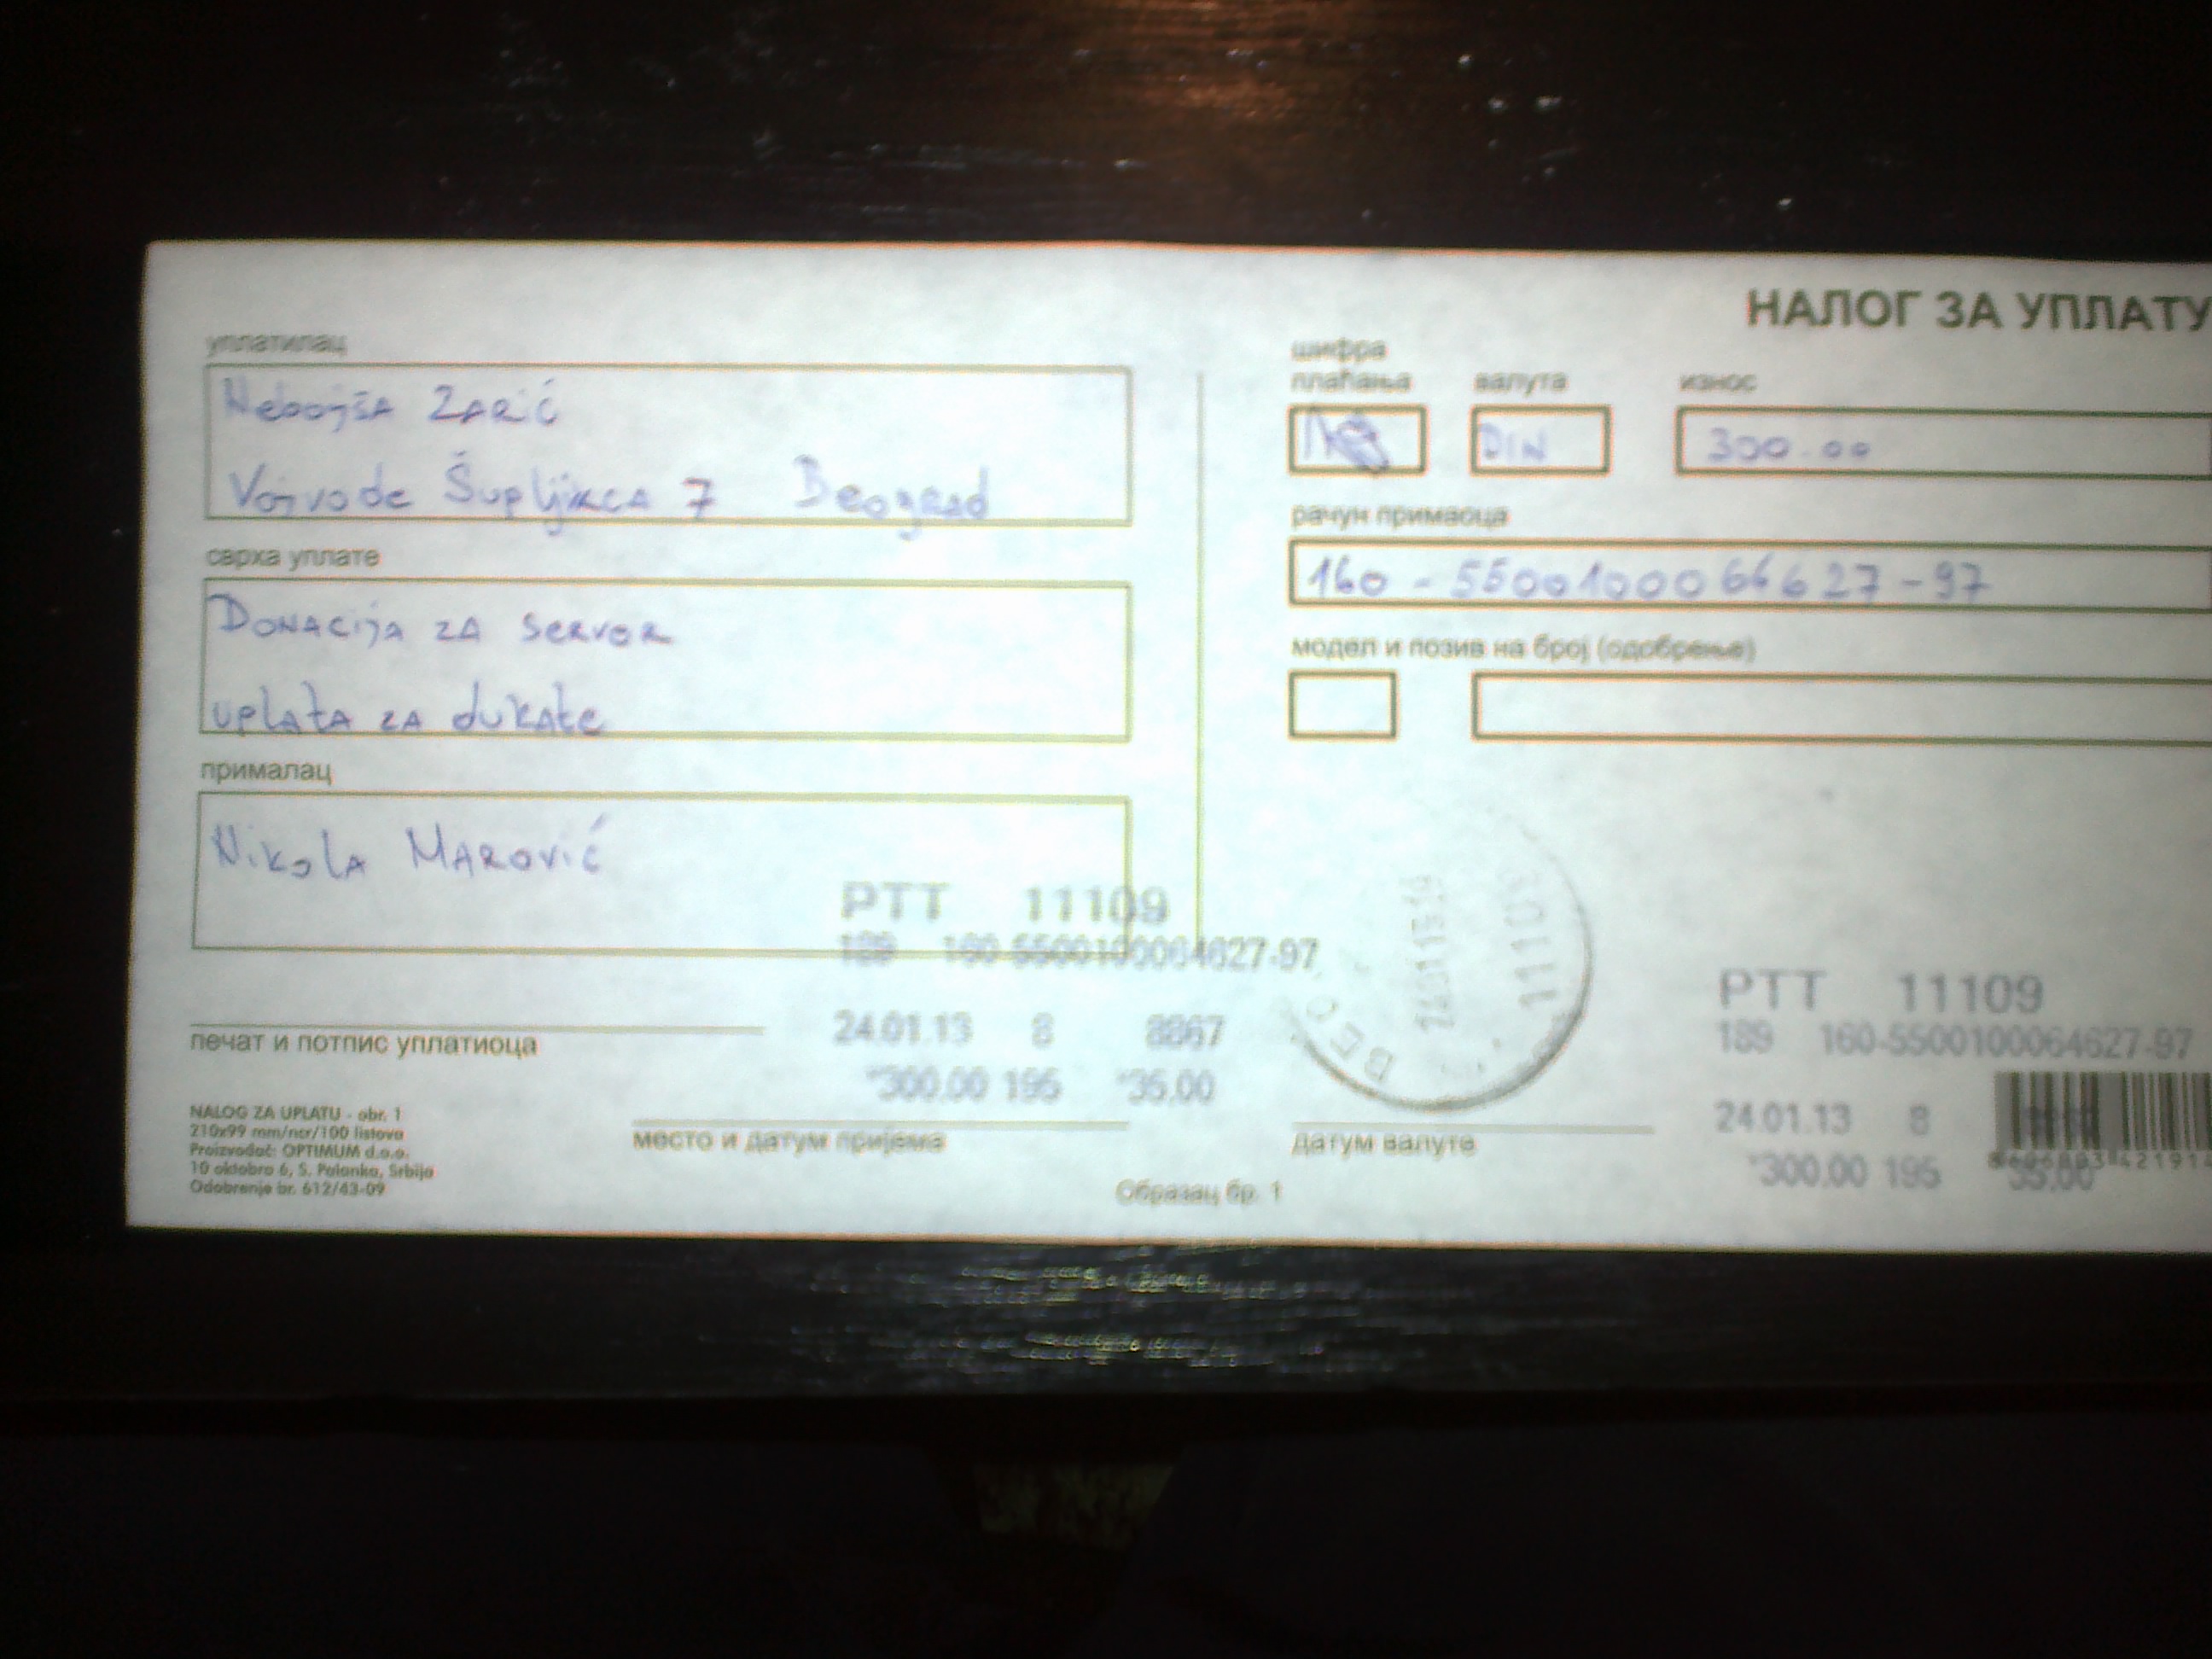 НАЛОГ ЗА УПЛАТУ
уплатилац
Nebojša Zarić
Vojvode Šupljikca 7 Beograd
сврха уплате
Donacija za server
uplata za dukate
прималац
Nikola Marović
печат и потпис уплатиоца
место и датум пријема
NALOG ZA UPLATU - obr. 1
210x99 mm/ncr/100 listova
Proizvođač: OPTIMUM d.o.o.
10 oktobra 6, S. Palanka, Srbija
Odobrenje br. 612/43-09
Образац бр. 1
шифра
плаћања
валута
износ
DIN
300.00
рачун примаоца
модел и позив на број (одобрење)
PTT 11109
189 160-5500100064627-97
24.01.13 8 8867
*300.00 195 *35.00
11109
датум валуте
PTT 11109
189 160-5500100064627-97
24.01.13 8
*300.00 195 35.00